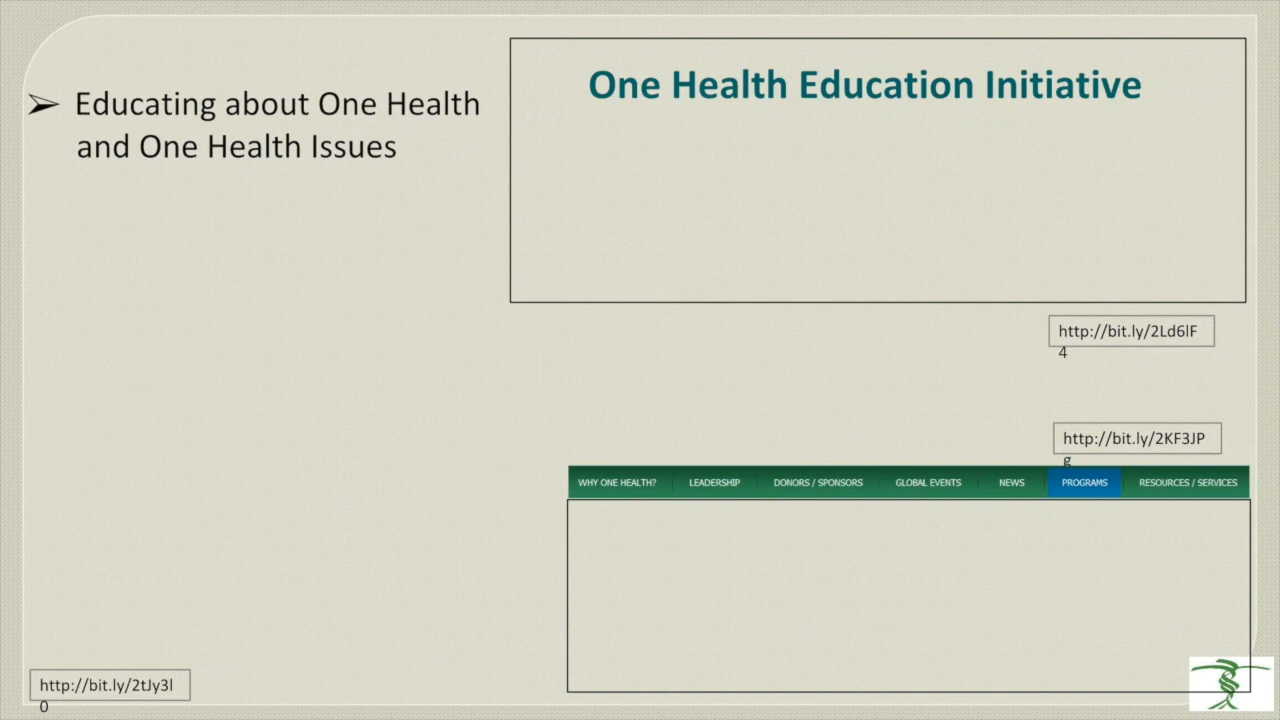 ➢ Educating about One Health
and One Health Issues
One Health Education Initiative
http://bit.ly/2Ld6lF
4
http://bit.ly/2KF3JP
g
WHY ONE HEALTH? LEADERSHIP DONORS / SPONSORS GLOBAL EVENTS NEWS PROGRAMS RESOURCES / SERVICES
http://bit.ly/2tJy3l
0